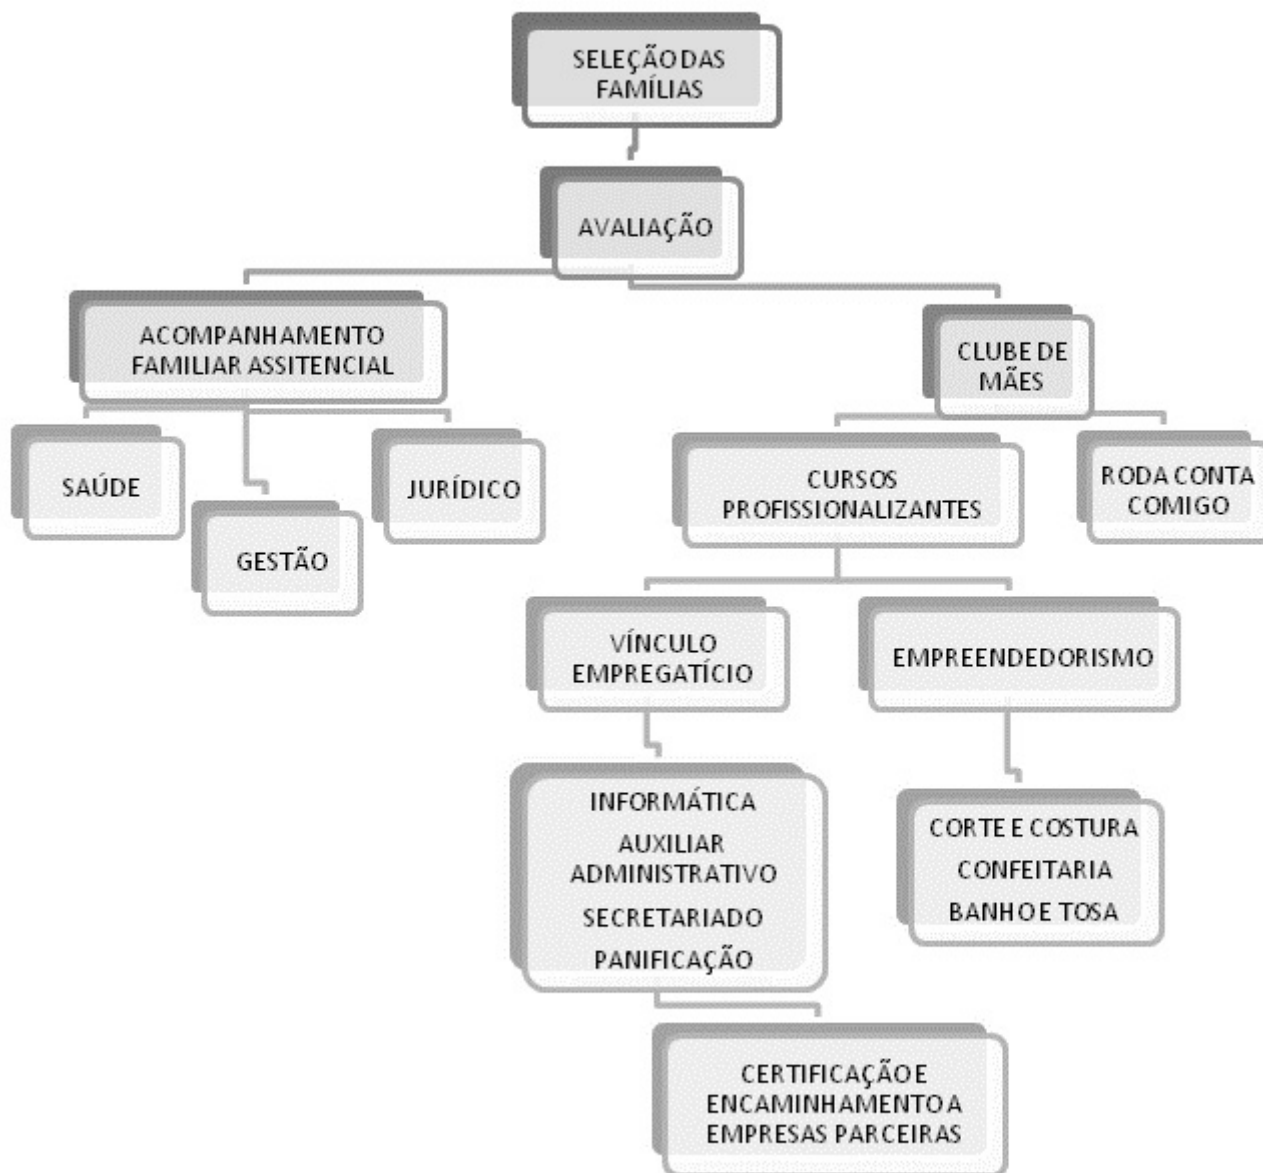 SELEÇÃO DAS
FAMÍLIAS
AVALIAÇÃO
ACOMPANHAMENTO
FAMILIAR ASSITENCIAL
CLUBE DE
MÃES
SAÚDE
GESTÃO
JURÍDICO
CURSOS
PROFISSIONALIZANTES
RODA CONTA
COMIGO
VÍNCULO
EMPREGATÍCIO
EMPREENDEDORISMO
INFORMÁTICA
AUXILIAR
ADMINISTRATIVO
SECRETARIADO
PANIFICAÇÃO
CORTE E COSTURA
CONFEITARIA
BANHO E TOSA
CERTIFICAÇÃO E
ENCAMINHAMENTO A
EMPRESAS PARCEIRAS